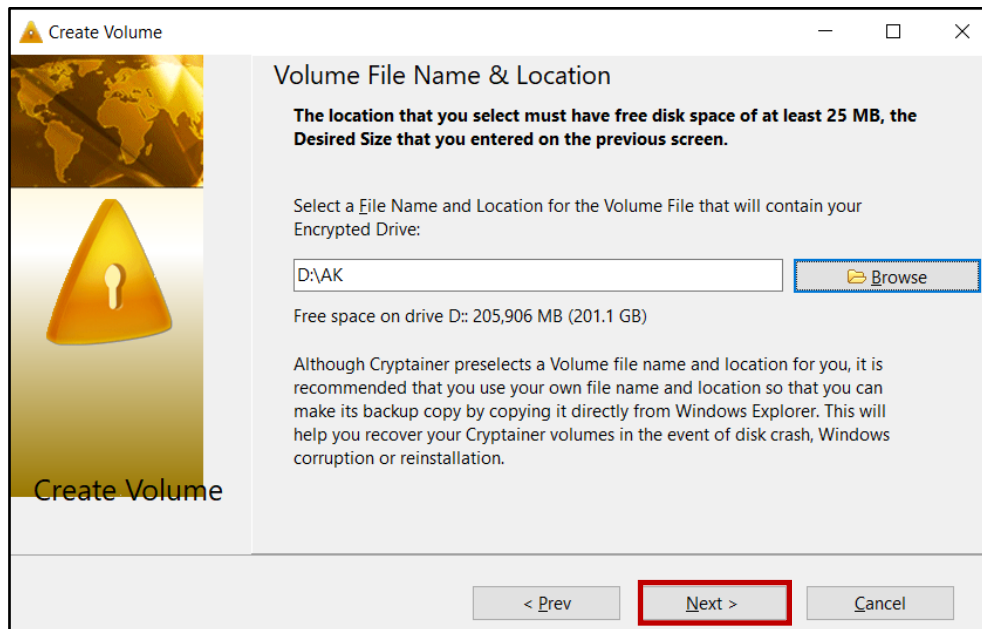 Create Volume
Volume File Name & Location
The location that you select must have free disk space of at least 25 MB, the
Desired Size that you entered on the previous screen.
Select a File Name and Location for the Volume File that will contain your
Encrypted Drive:
D:\AK
Browse
Free space on drive D:: 205,906 MB (201.1 GB)
Although Cryptainer preselects a Volume file name and location for you, it is
recommended that you use your own file name and location so that you can
make its backup copy by copying it directly from Windows Explorer. This will
help you recover your Cryptainer volumes in the event of disk crash, Windows
corruption or reinstallation.
Create Volume
< Prev
Next >
Cancel